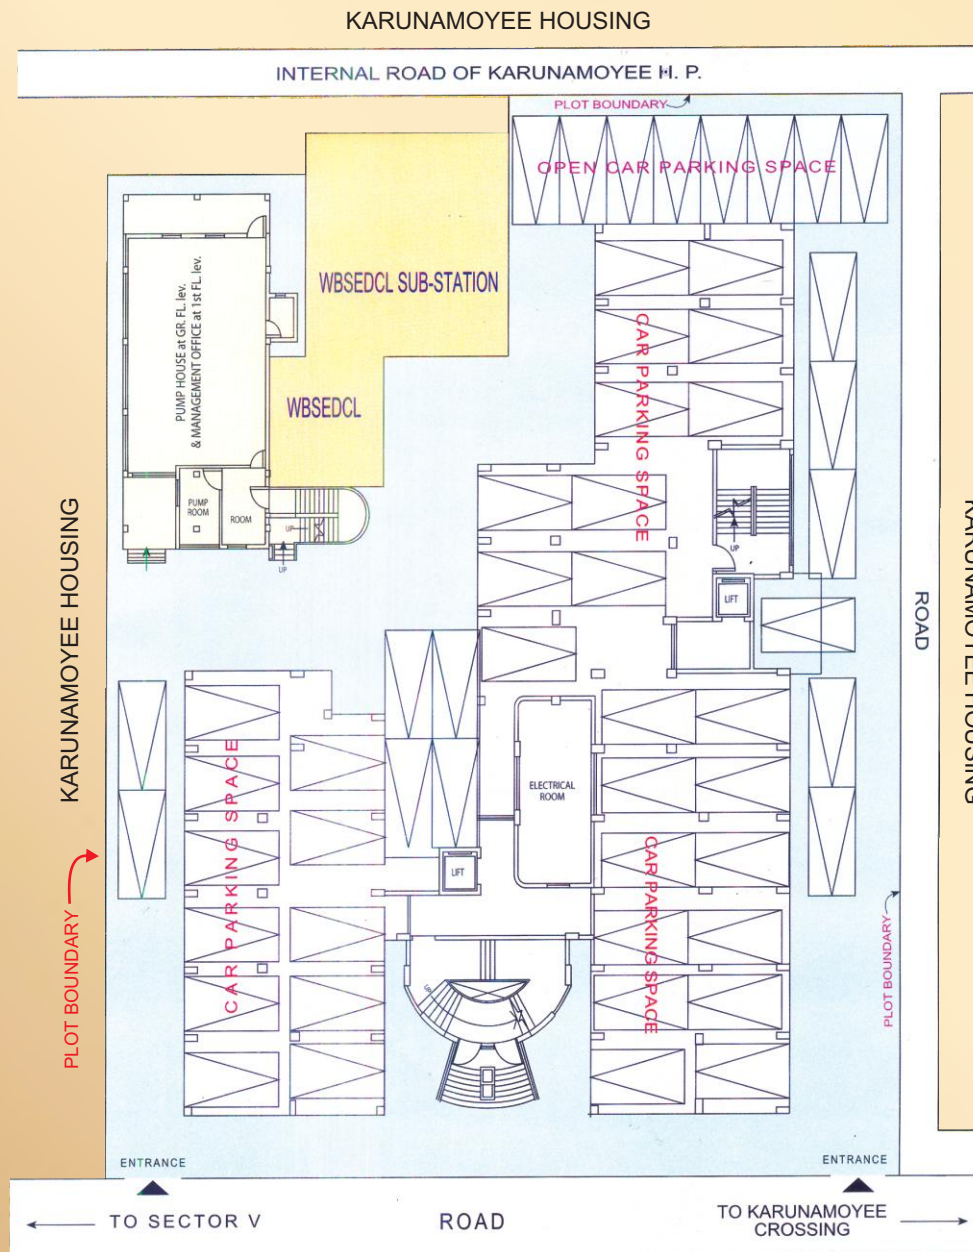 KARUNAMOYEE HOUSING
INTERNAL ROAD OF KARUNAMOYEE H. P.
PLOT BOUNDARY
OPEN CAR PARKING SPACE
WBSEDCL SUB-STATION
PUMP HOUSE at GR. FL. lev.
& MANAGEMENT OFFICE at 1st FL. lev.
WBSEDCL
CAR PARKING SPACE
PUMP
ROOM
ROOM
UP
UP
UP
LIFT
KARUNAMOYEE HOUSING
ROAD
KARUNAMOYEE HOUSING
CAR PARKING SPACE
ELECTRICAL
ROOM
LIFT
CAR PARKING SPACE
PLOT BOUNDARY
PLOT BOUNDARY
UP
ENTRANCE
ENTRANCE
TO SECTOR V
ROAD
TO KARUNAMOYEE
CROSSING